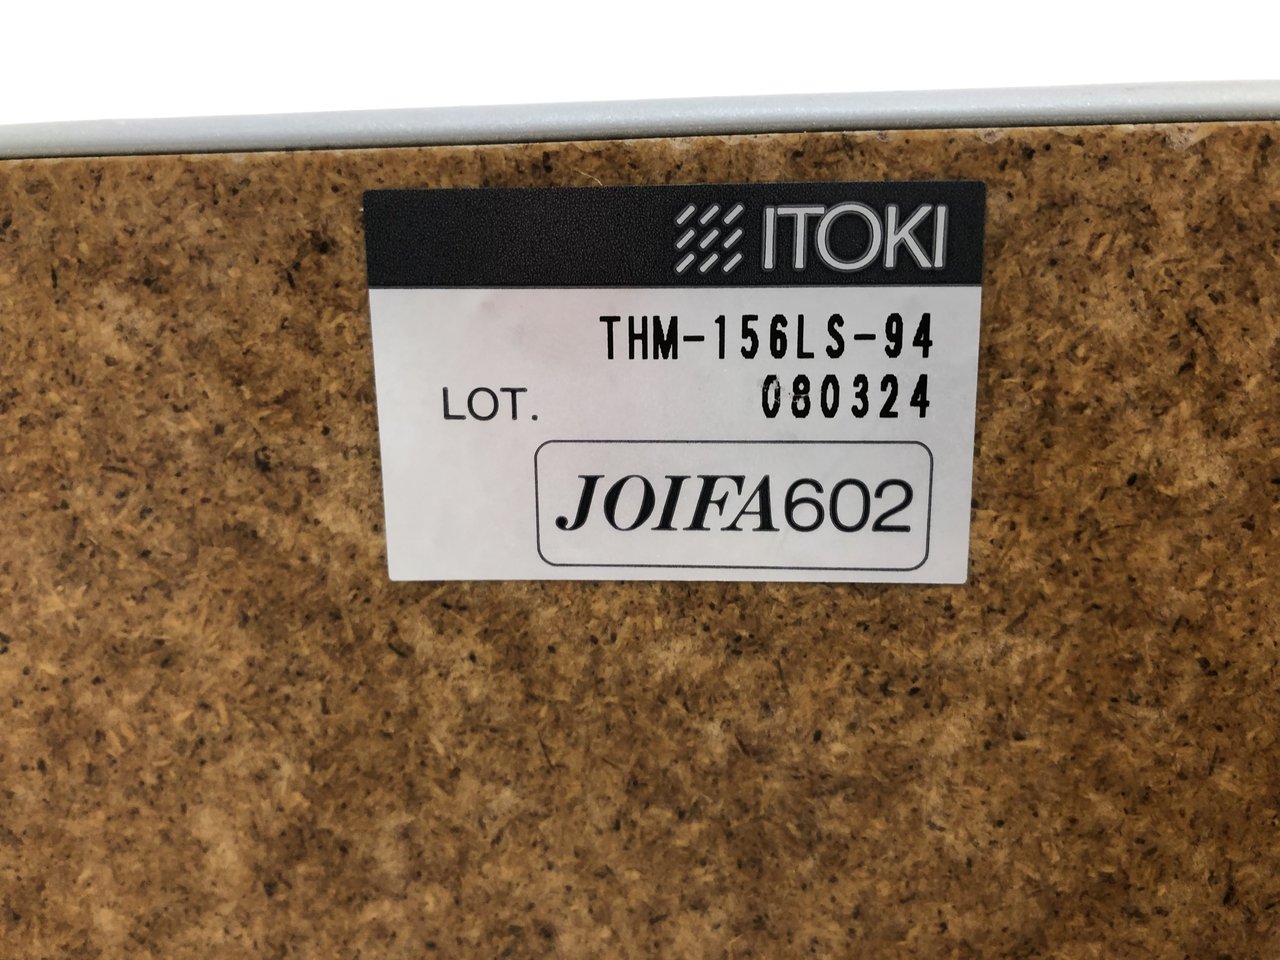 ITOKI
THM-156LS-94
LOT. 080324
JOIFA602